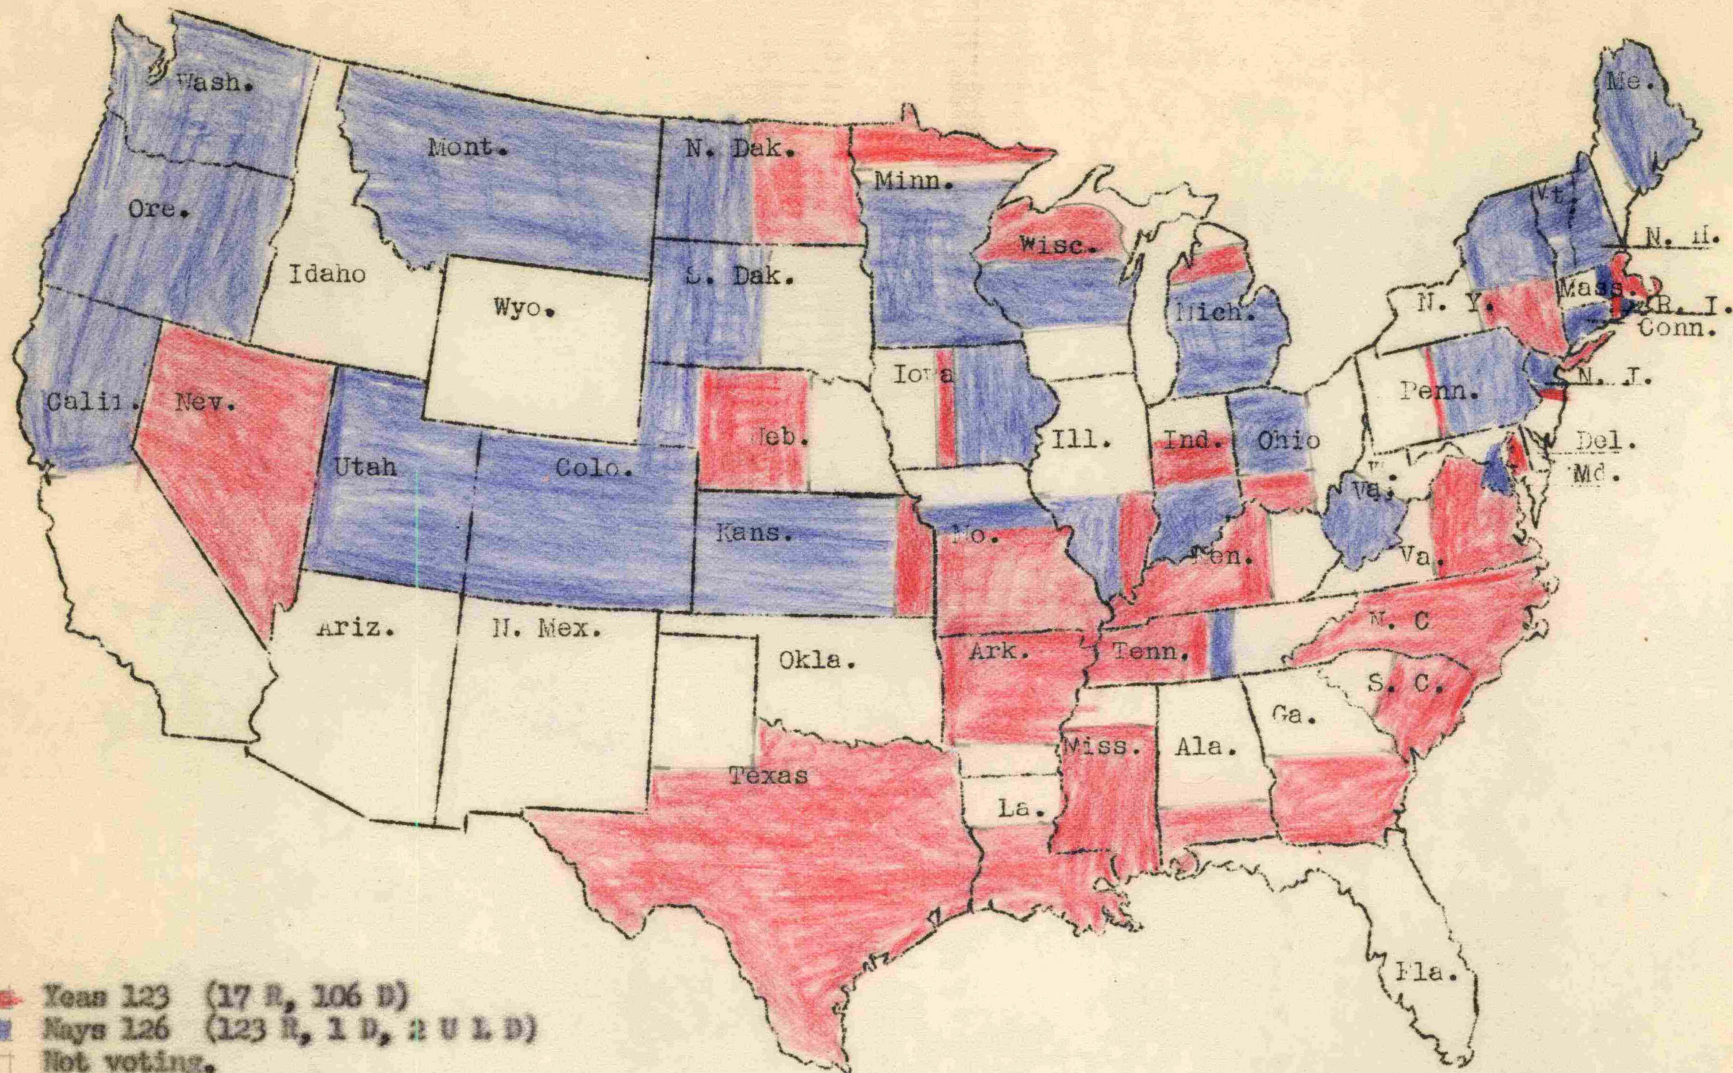 Me.
Wash.
Mont.
N. Dak.
Minn.
Vt.
Ore.
Wisc.
N. H.
Idaho
S. Dak.
Wyo.
Mich.
N. Y.
Mass.
R. I.
Conn.
Calif.
Nev.
Iowa
Penn.
N. J.
Neb.
Ill.
Ind.
Ohio
Del.
Utah
Colo.
W.
Va.
Md.
Kans.
Mo.
Ken.
Va.
Ariz.
N. Mex.
Okla.
Ark.
Tenn.
N. C
S. C.
Ga.
Miss.
Ala.
Texas
La.
Fla.
Yeas 123 (17 R, 106 D)
Nays 126 (123 R, 1 D, 2 U L D)
Not voting.